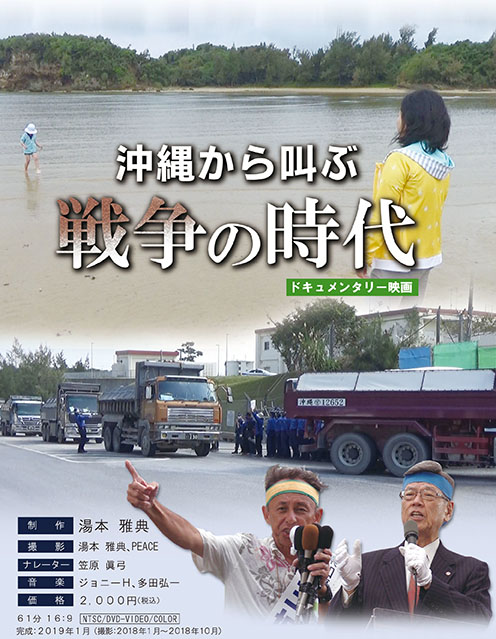 沖縄から叫ぶ
戦争の時代
ドキュメンタリー映画
沖縄 12652
制作 湯本 雅典
撮影 湯本 雅典、PEACE
ナレーター 笠原 眞弓
音楽 ジョニーH、多田弘一
価格 2,000円(税込)
61分 16:9 NTSC/DVD-VIDEO/COLOR
完成:2019年1月 (撮影:2018年1月〜2018年10月)